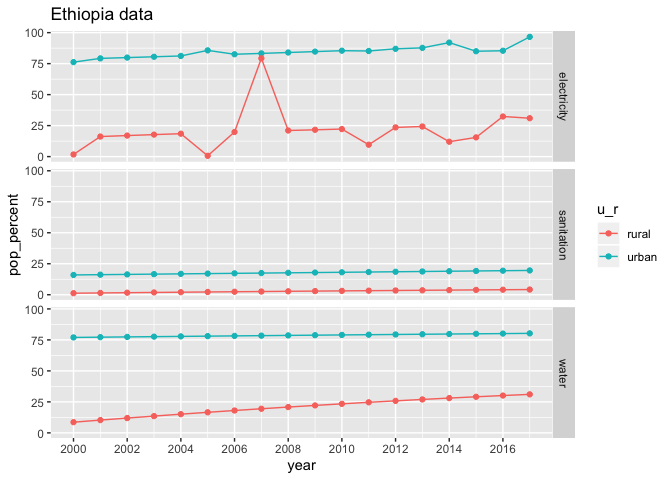 Ethiopia data
100
75
50
25
0
electricity
100
75
50
25
0
sanitation
100
75
50
25
0
water
pop_percent
2000 2002 2004 2006 2008 2010 2012 2014 2016
year
u_r
rural
urban